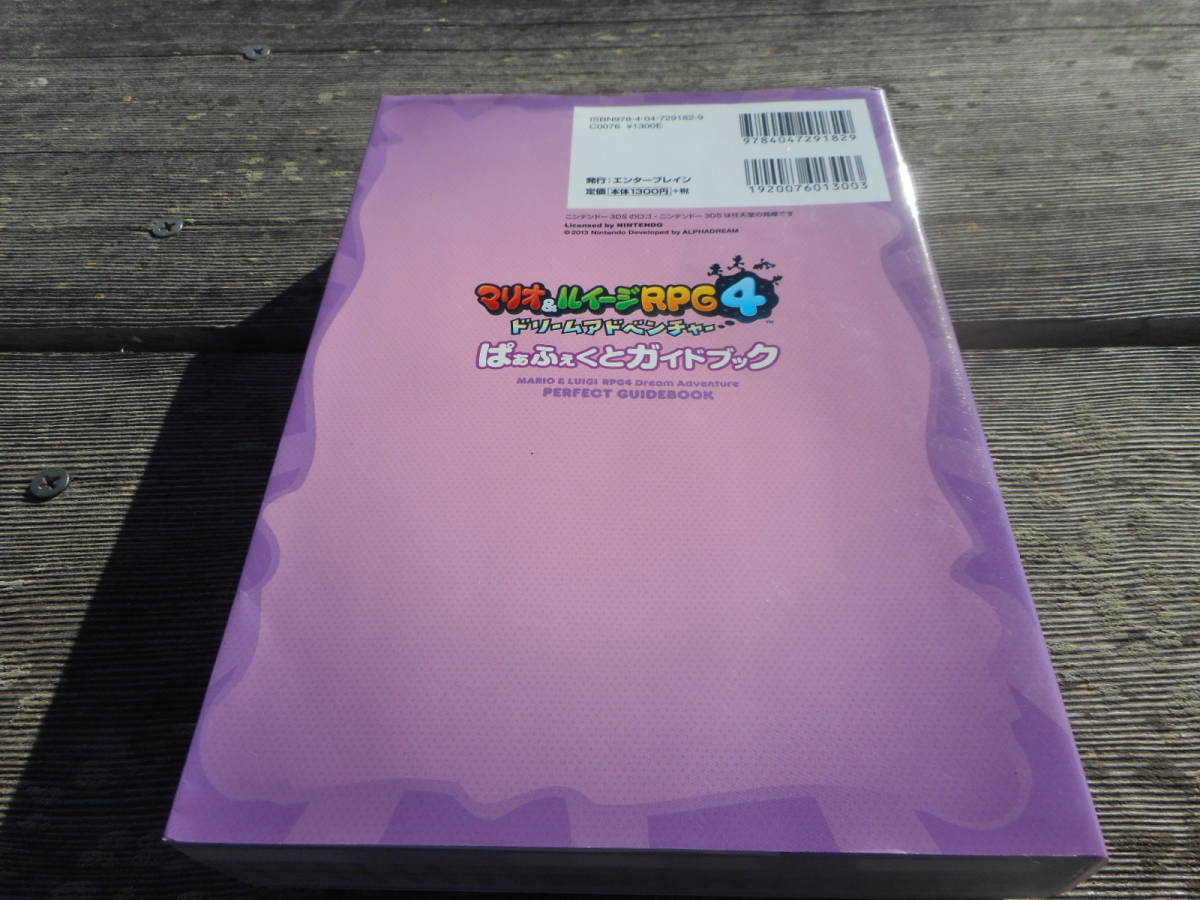 ISBN978-4-04-729182-9
C0076 ¥1300E
9784047291829
発行：エンターブレイン
定価 本体1300円 +税
1920076013003
ニンテンドー3DSのロゴ・ニンテンドー3DSは任天堂の商標です
Licensed by NINTENDO
©2013 Nintendo Developed by ALPHADREAM
マリオ&ルイージRPG4
ドリームアドベンチャー
TM
ぱぁふぇくとガイドブック
MARIO & LUIGI RPG4 Dream Adventure
PERFECT GUIDEBOOK